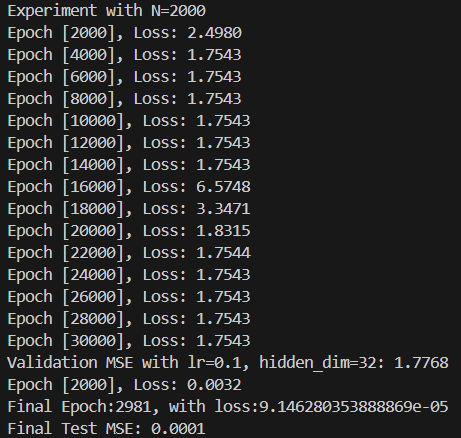 Experiment with N=2000
Epoch [2000], Loss: 2.4980
Epoch [4000], Loss: 1.7543
Epoch [6000], Loss: 1.7543
Epoch [8000], Loss: 1.7543
Epoch [10000], Loss: 1.7543
Epoch [12000], Loss: 1.7543
Epoch [14000], Loss: 1.7543
Epoch [16000], Loss: 6.5748
Epoch [18000], Loss: 3.3471
Epoch [20000], Loss: 1.8315
Epoch [22000], Loss: 1.7544
Epoch [24000], Loss: 1.7543
Epoch [26000], Loss: 1.7543
Epoch [28000], Loss: 1.7543
Epoch [30000], Loss: 1.7543
Validation MSE with lr=0.1, hidden_dim=32: 1.7768
Epoch [2000], Loss: 0.0032
Final Epoch:2981, with loss:9.146280353888869e-05
Final Test MSE: 0.0001